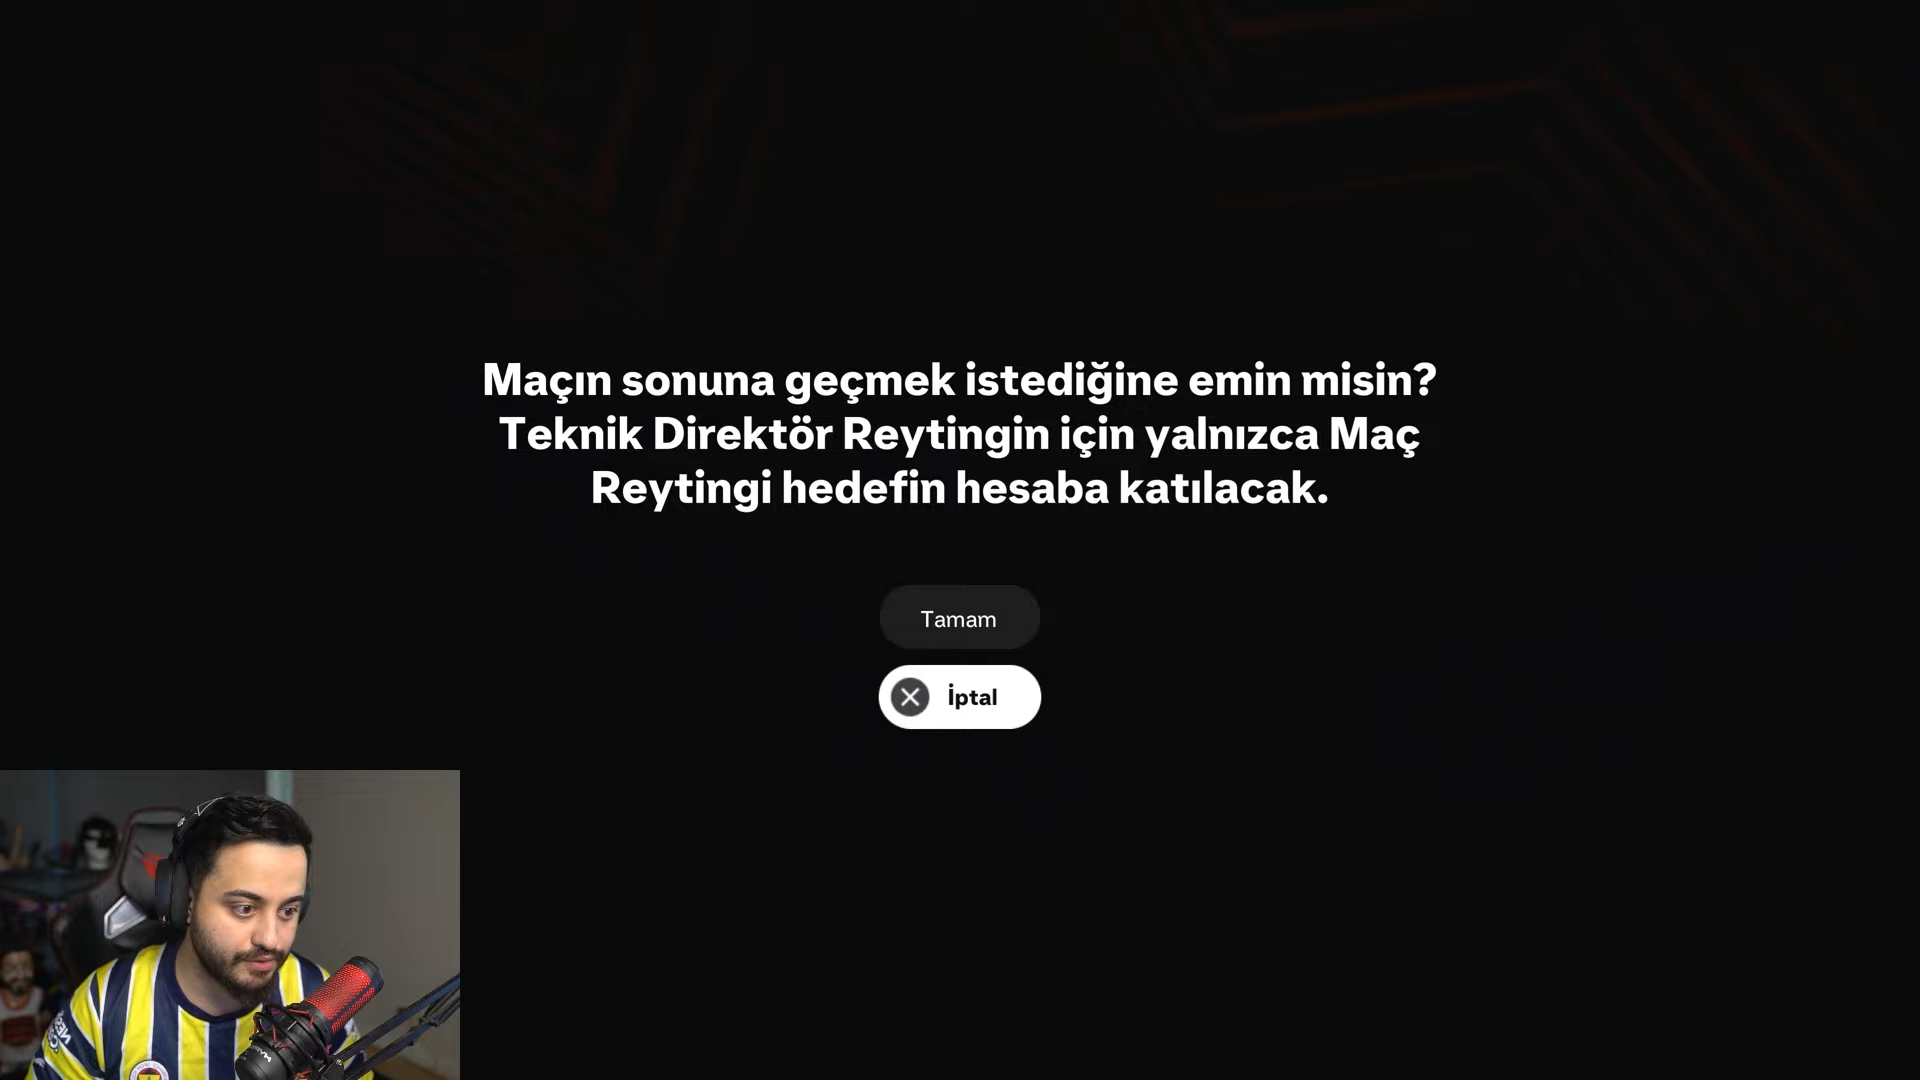 Maçın sonuna geçmek istediğine emin misin?
Teknik Direktör Reytingin için yalnızca Maç
Reytingi hedefin hesaba katılacak.
Tamam
İptal